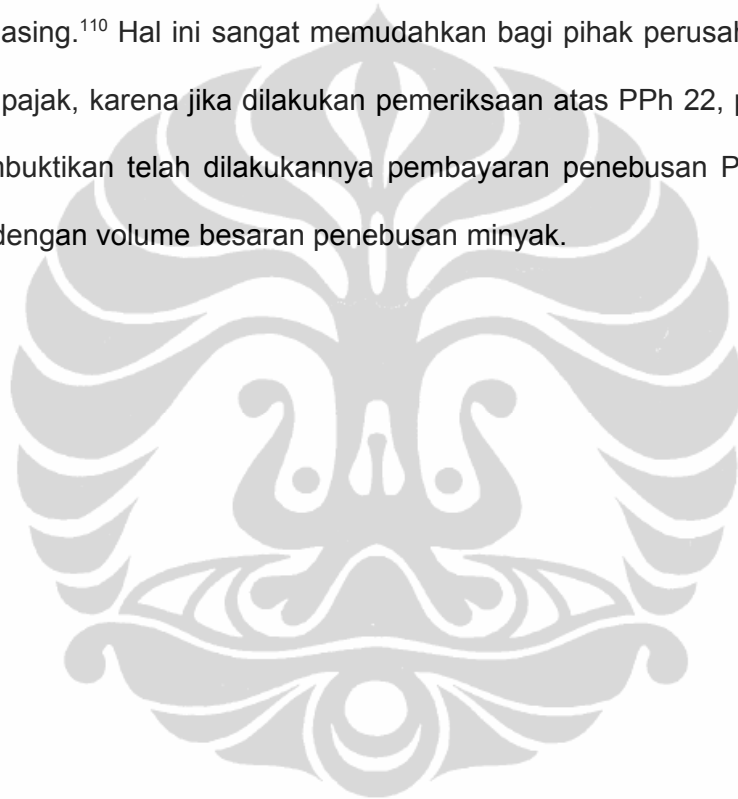 asing.¹¹⁰ Hal ini sangat memudahkan bagi pihak perusah
pajak, karena jika dilakukan pemeriksaan atas PPh 22, p
nbuktikan telah dilakukannya pembayaran penebusan P
dengan volume besaran penebusan minyak.